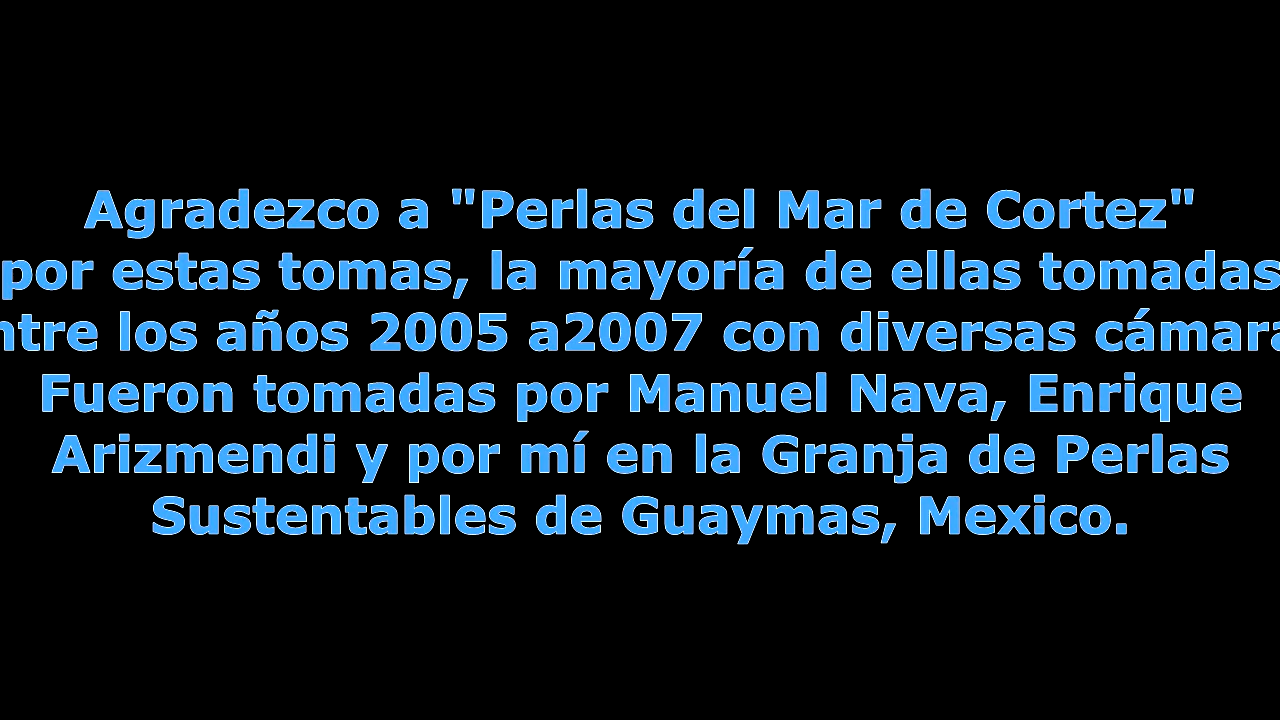 Agradezco a "Perlas del Mar de Cortez"
por estas tomas, la mayoría de ellas tomadas
ntre los años 2005 a2007 con diversas cámara
Fueron tomadas por Manuel Nava, Enrique
Arizmendi y por mí en la Granja de Perlas
Sustentables de Guaymas, Mexico.